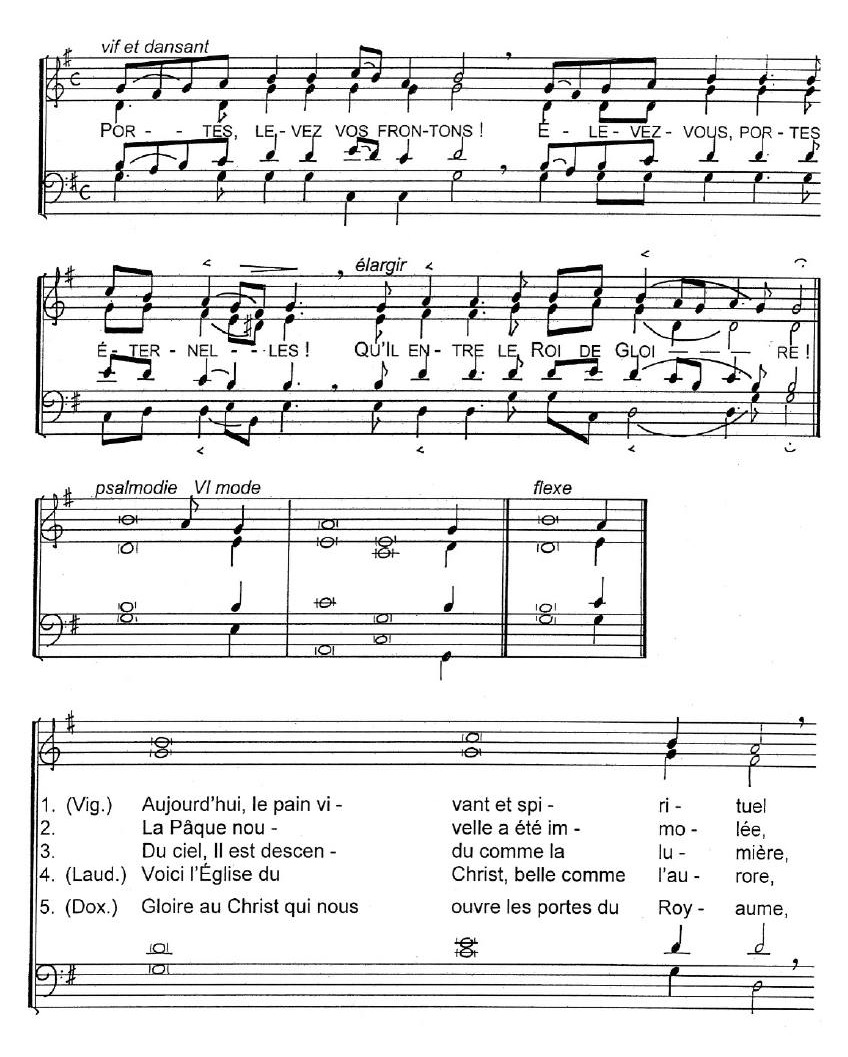 vif et dansant
C
POR - - TES, LE - VEZ VOS FRON-TONS ! É - LE - VEZ - VOUS, POR - TES
C
élargir
É - TER - NEL - - LES ! QU'IL EN - TRE LE ROI DE GLOI — — — RE !
psalmodie VI mode flexe
1. (Vig.) Aujourd'hui, le pain vi - vant et spi - ri - tuel
2. La Pâque nou - velle a été im - mo - lée,
3. Du ciel, Il est descen - du comme la lu - mière,
4. (Laud.) Voici l'Église du Christ, belle comme l'au - rore,
5. (Dox.) Gloire au Christ qui nous ouvre les portes du Roy - aume,